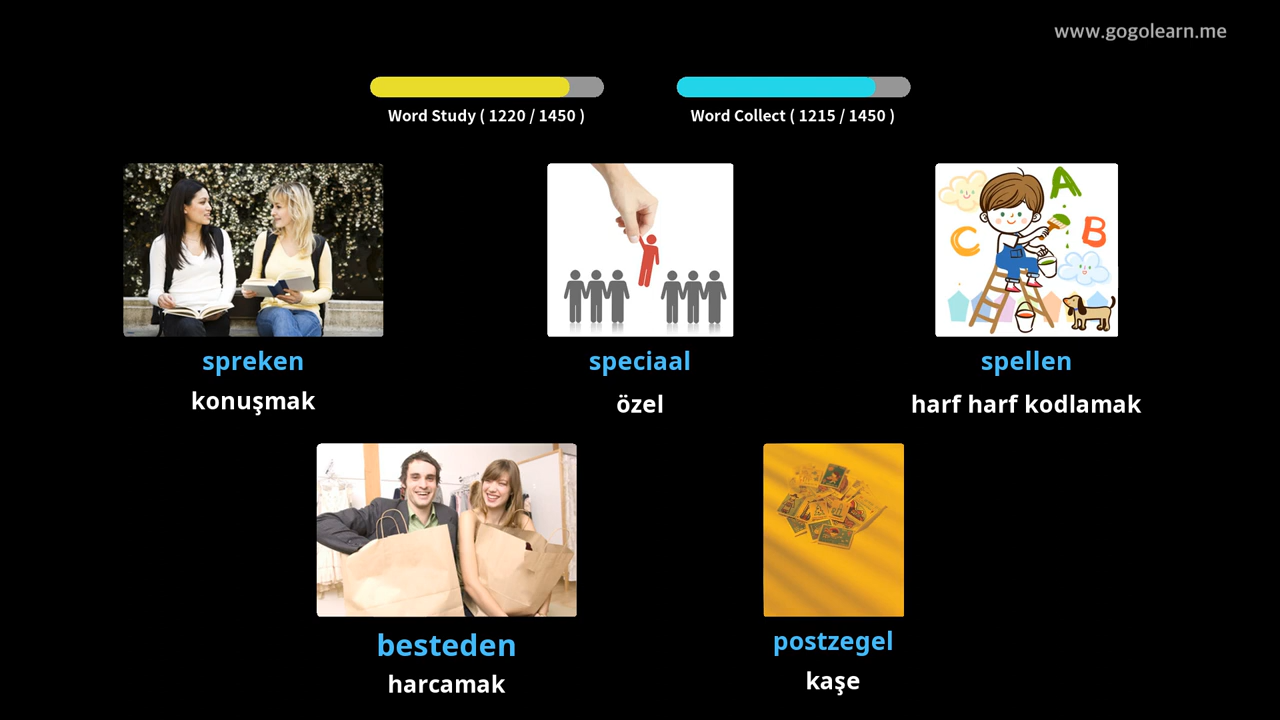 www.gogolearn.me
Word Study ( 1220 / 1450 )
Word Collect ( 1215 / 1450 )
spreken
konuşmak
speciaal
özel
A
B
C
spellen
harf harf kodlamak
besteden
harcamak
postzegel
kaşe